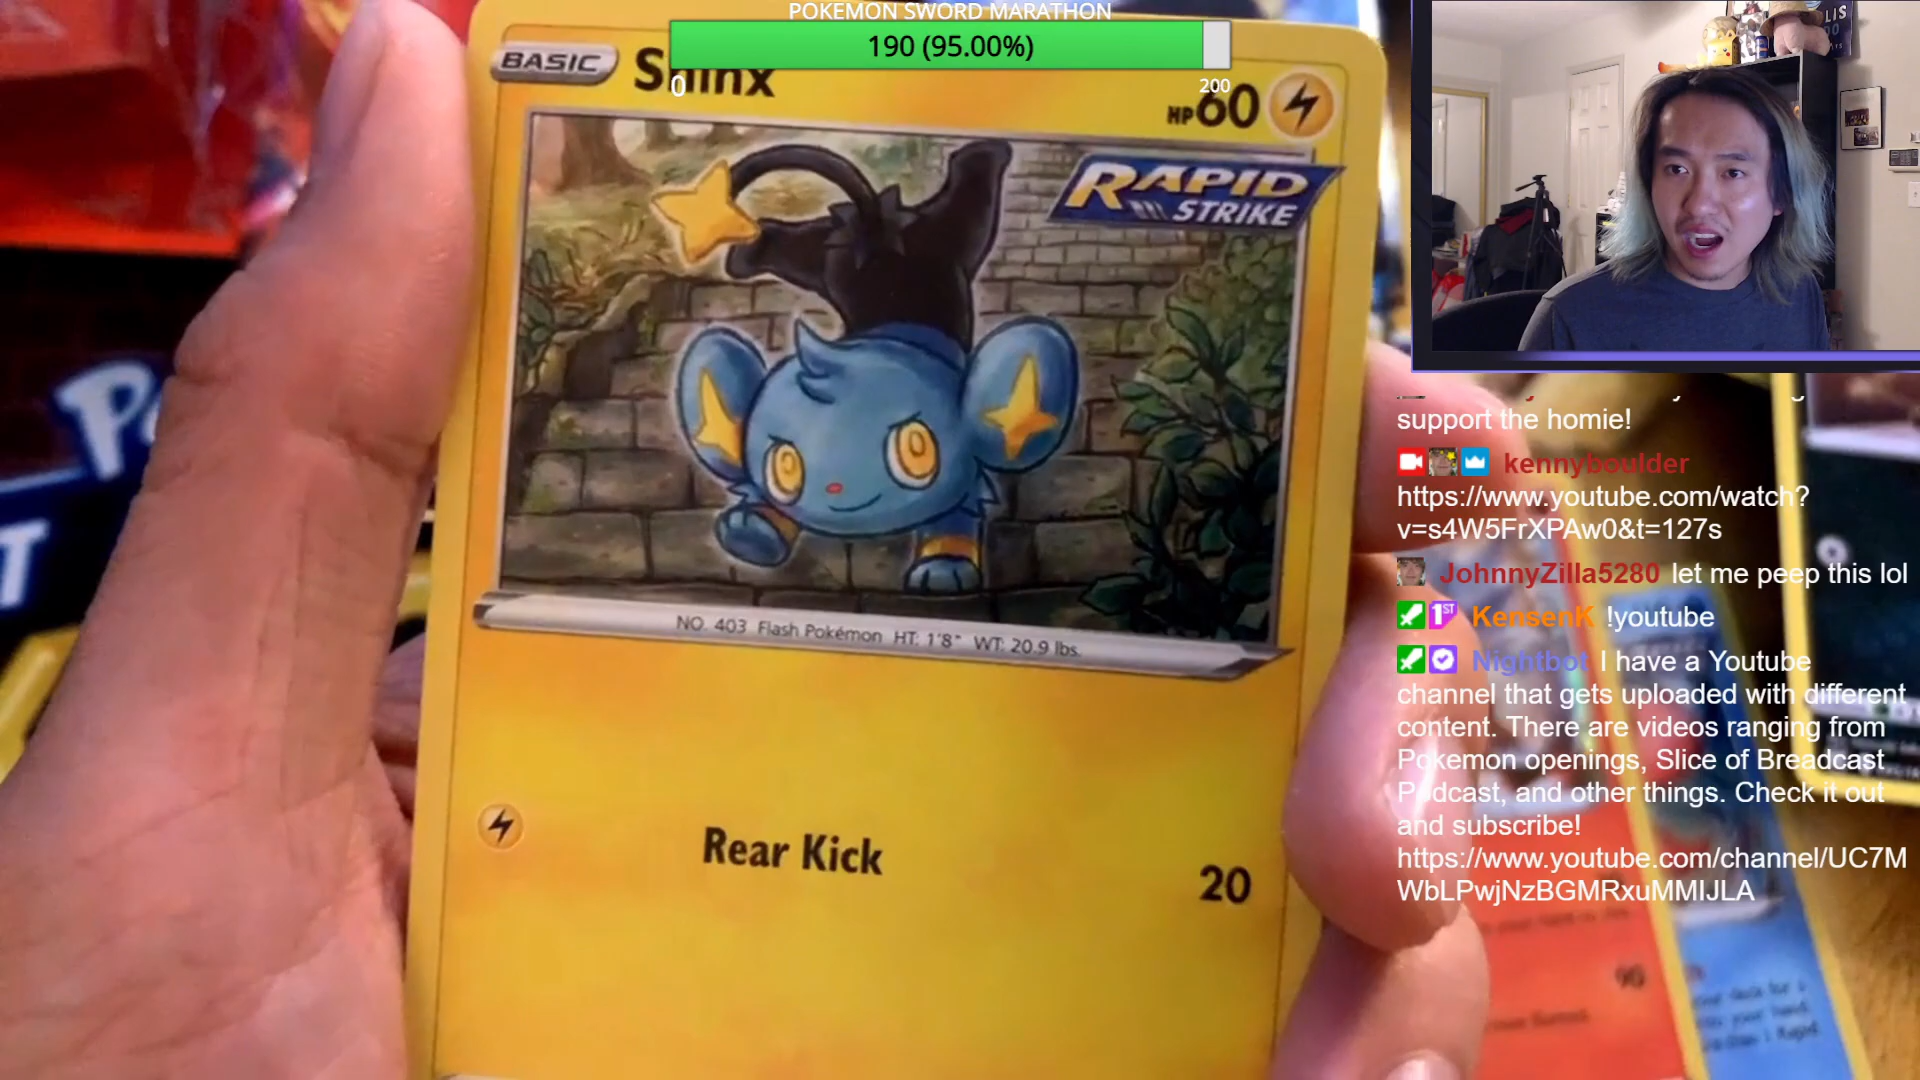 POKEMON SWORD MARATHON
190 (95.00%)
0
200
BASIC
Shinx
HP 60
RAPID
STRIKE
NO. 403 Flash Pokémon HT: 1'8" WT: 20.9 lbs.
Rear Kick
20
support the homie!
kennyboulder
https://www.youtube.com/watch?
v=s4W5FrXPAw0&t=127s
JohnnyZilla5280 let me peep this lol
KensenK !youtube
1ST
Nightbot I have a Youtube
channel that gets uploaded with different
content. There are videos ranging from
Pokemon openings, Slice of Breadcast
Podcast, and other things. Check it out
and subscribe!
https://www.youtube.com/channel/UC7M
WbLPwjNzBGMRxuMMIJLA
90